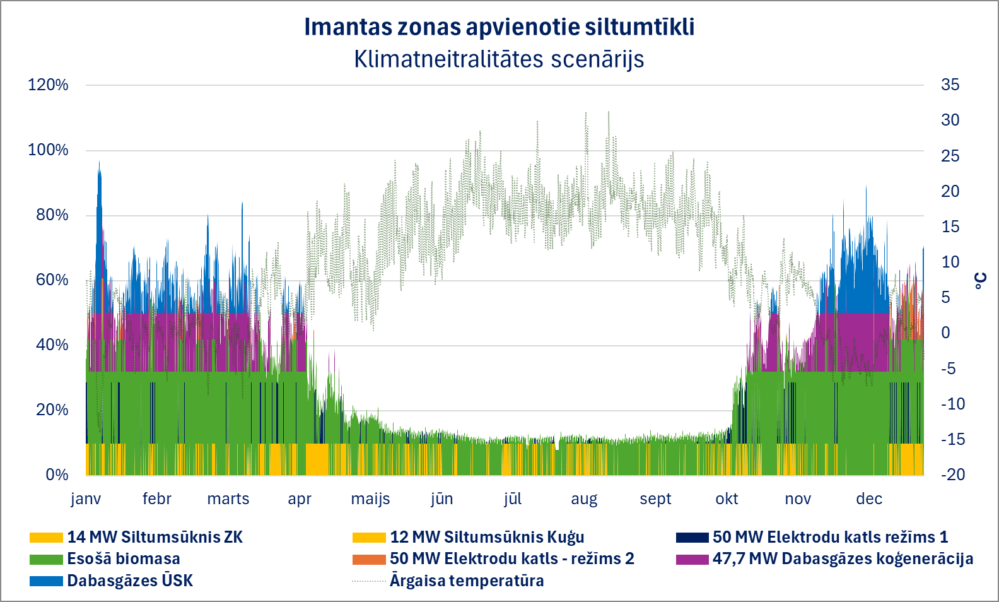 Imantas zonas apvienotie siltumtīkli
Klimatneitralitātes scenārijs
120%
100%
80%
60%
40%
20%
0%
35
30
25
20
15
10
5
0
-5
-10
-15
-20
ºC
janv febr marts apr maijs jūn jūl aug sept okt nov dec
14 MW Siltumsūknis ZK 12 MW Siltumsūknis Kuģu 50 MW Elektrodu katls režīms 1
Esošā biomasa 50 MW Elektrodu katls - režīms 2 47,7 MW Dabasgāzes koģenerācija
Dabasgāzes ŪSK Ārgaisa temperatūra